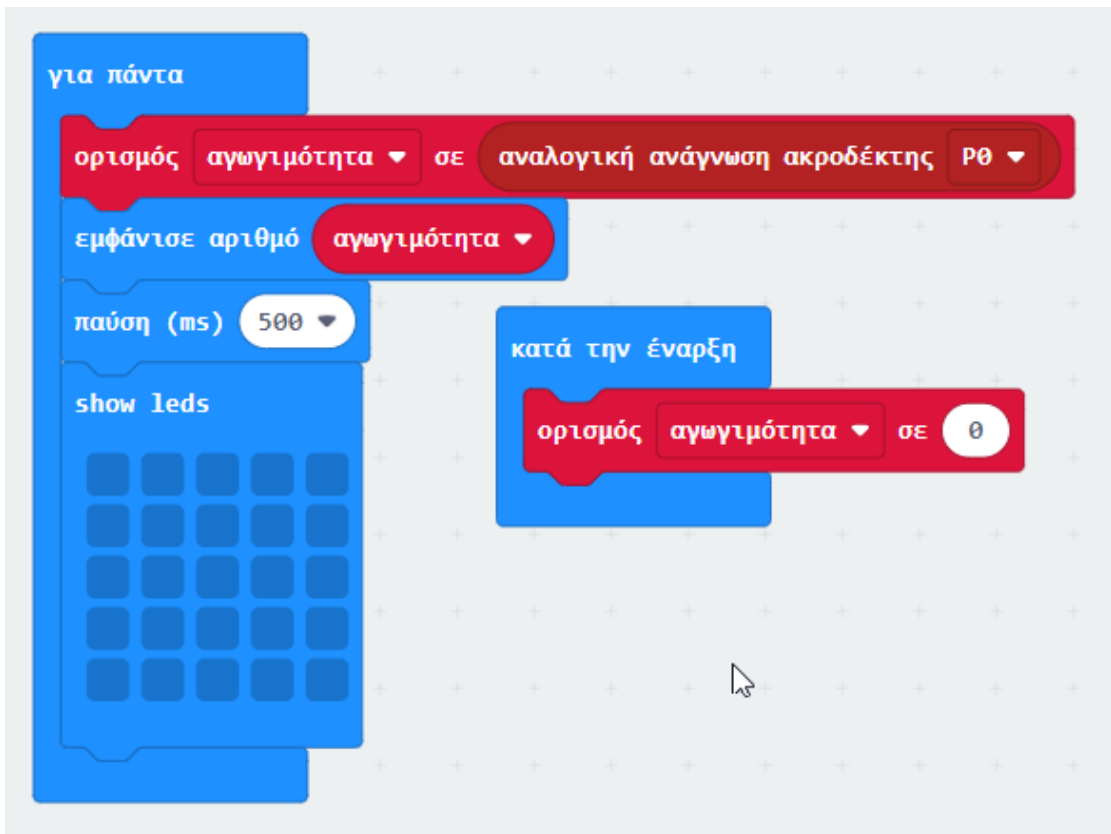 για πάντα
ορισμός αγωγιμότητα σε αναλογική ανάγνωση ακροδέκτης P0
εμφάνισε αριθμό αγωγιμότητα
παύση (ms) 500
show leds
κατά την έναρξη
ορισμός αγωγιμότητα σε 0